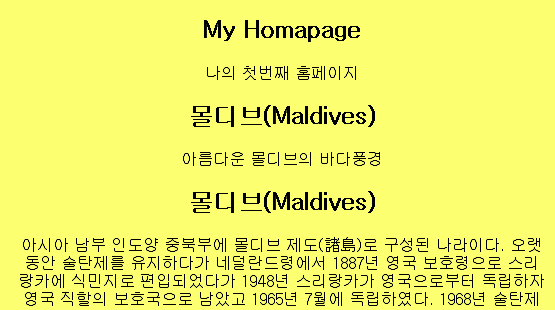 My Homapage
나의 첫번째 홈페이지
몰디브(Maldives)
아름다운 몰디브의 바다풍경
몰디브(Maldives)
아시아 남부 인도양 중북부에 몰디브 제도(諸島)로 구성된 나라이다. 오랫
동안 술탄제를 유지하다가 네덜란드령에서 1887년 영국 보호령으로 스리
랑카에 식민지로 편입되었다가 1948년 스리랑카가 영국으로부터 독립하자
영국 직할의 보호국으로 남았고 1965년 7월에 독립하였다. 1968년 술탄제